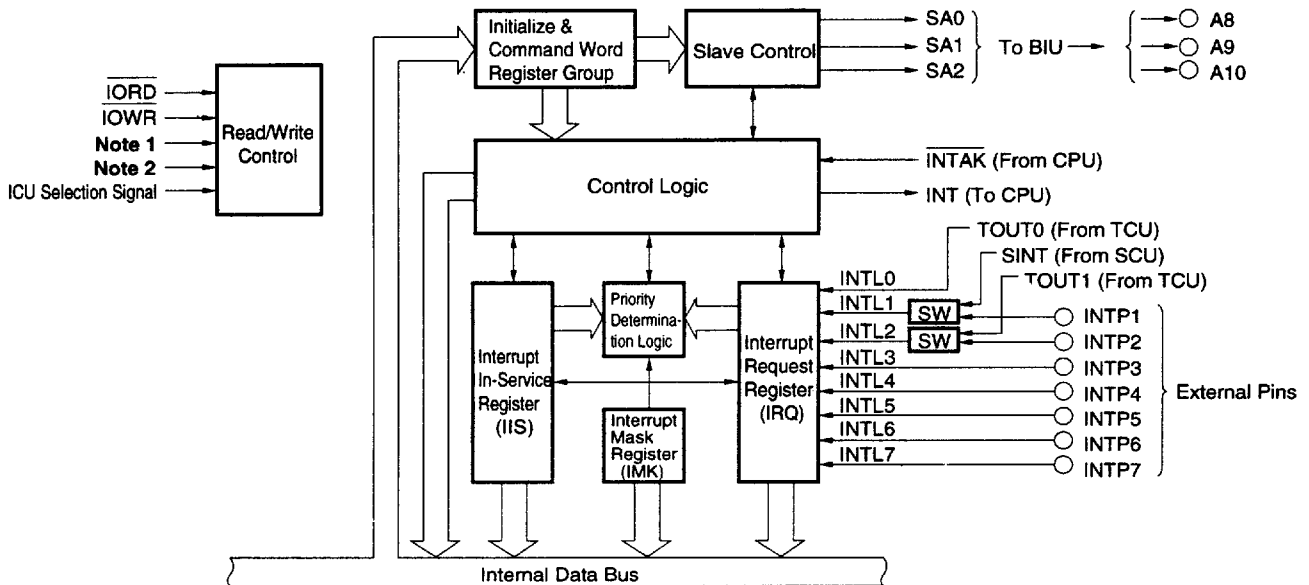 Initialize &
Command Word
Register Group
Slave Control
SA0
SA1
SA2
To BIU
A8
A9
A10
IORD
IOWR
Note 1
Note 2
ICU Selection Signal
Read/Write
Control
Control Logic
INTAK (From CPU)
INT (To CPU)
TOUT0 (From TCU)
SINT (From SCU)
TOUT1 (From TCU)
INTL0
INTL1
INTL2
INTL3
INTL4
INTL5
INTL6
INTL7
SW
SW
INTP1
INTP2
INTP3
INTP4
INTP5
INTP6
INTP7
External Pins
Interrupt
In-Service
Register
(IIS)
Priority
Determina-
tion Logic
Interrupt
Mask
Register
(IMK)
Interrupt
Request
Register
(IRQ)
Internal Data Bus